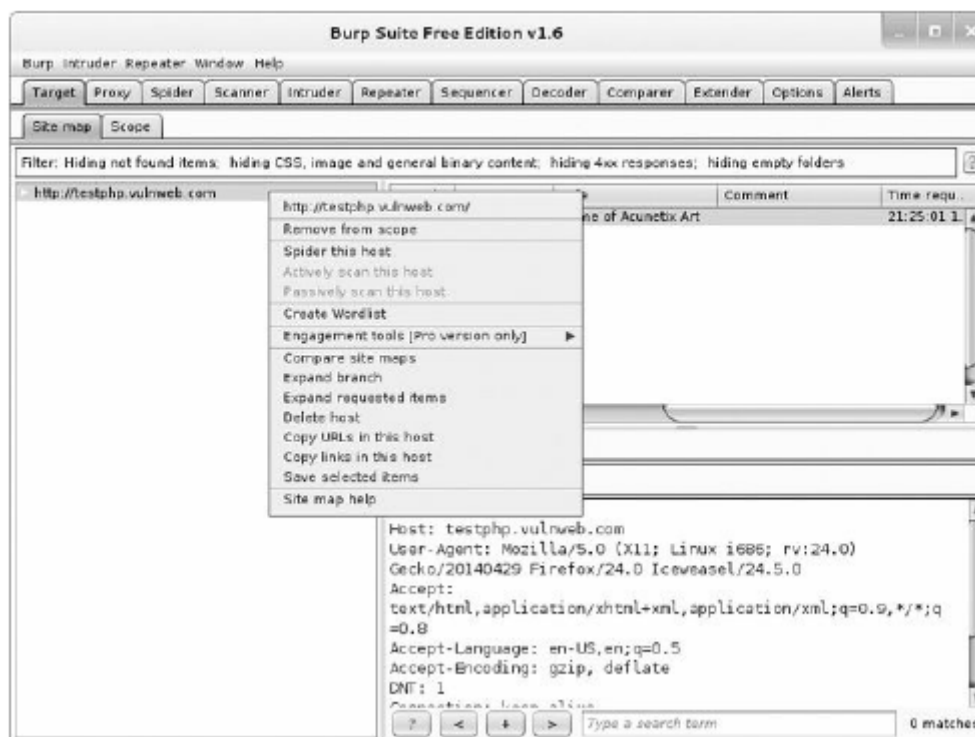 Burp Suite Free Edition v1.6
Burp Intruder Repeater Window Help
Target Proxy Spider Scanner Intruder Repeater Sequencer Decoder Comparer Extender Options Alerts
Site map Scope
Filter: Hiding not found items; hiding CSS, image and general binary content; hiding 4xx responses; hiding empty folders
http://testphp.vulnweb.com
Comment Time requ...
ne of Acunetix Art 21:25:01 1...
http://testphp.vulnweb.com/
Remove from scope
Spider this host
Actively scan this host
Passively scan this host
Create Wordlist
Engagement tools [Pro version only]
Compare site maps
Expand branch
Expand requested items
Delete host
Copy URLs in this host
Copy links in this host
Save selected items
Site map help
Host: testphp.vulnweb.com
User-Agent: Mozilla/5.0 (X11; Linux i686; rv:24.0)
Gecko/20140429 Firefox/24.0 Iceweasel/24.5.0
Accept:
text/html,application/xhtml+xml,application/xml;q=0.9,*/*;q
=0.8
Accept-Language: en-US,en;q=0.5
Accept-Encoding: gzip, deflate
DNT: 1
Connection: keep-alive
? < + > Type a search term 0 matches